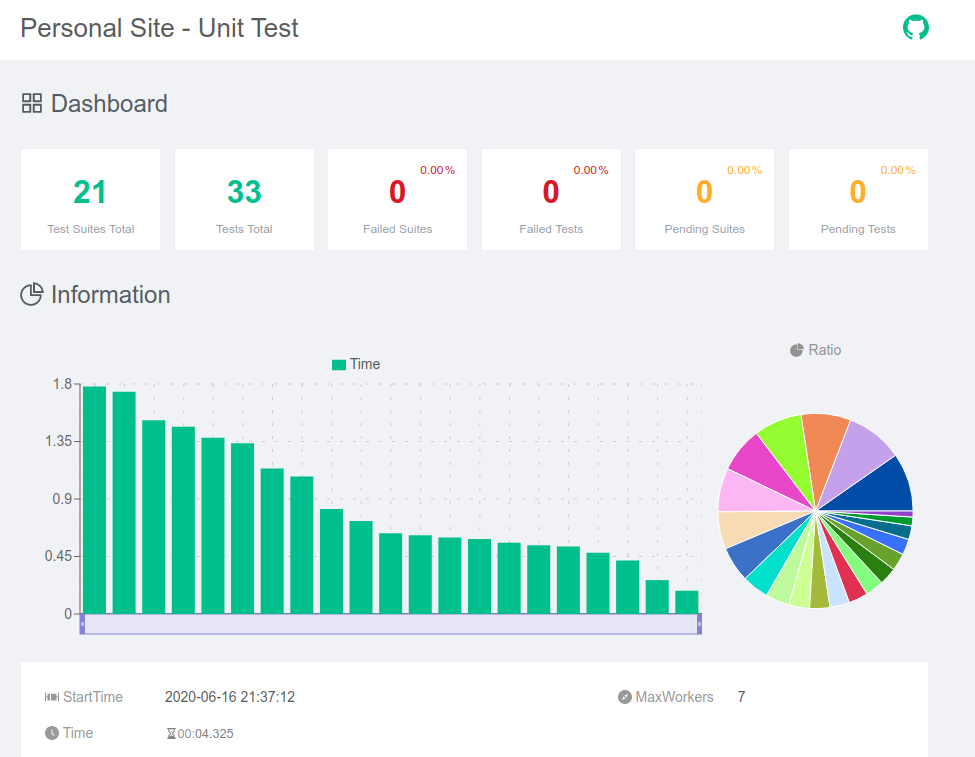 Personal Site - Unit Test
Dashboard
21
Test Suites Total
33
Tests Total
0.00%
0
Failed Suites
0.00%
0
Failed Tests
0.00%
0
Pending Suites
0.00%
0
Pending Tests
Information
Time
1.8
1.35
0.9
0.45
0
Ratio
StartTime 2020-06-16 21:37:12
MaxWorkers 7
Time 00:04.325